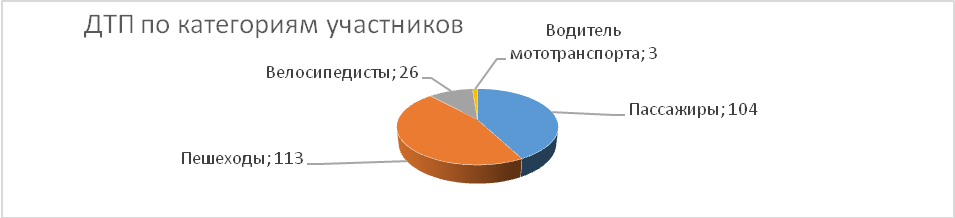 ДТП по категориям участников
Водитель
мототранспорта; 3
Велосипедисты; 26
Пассажиры; 104
Пешеходы; 113